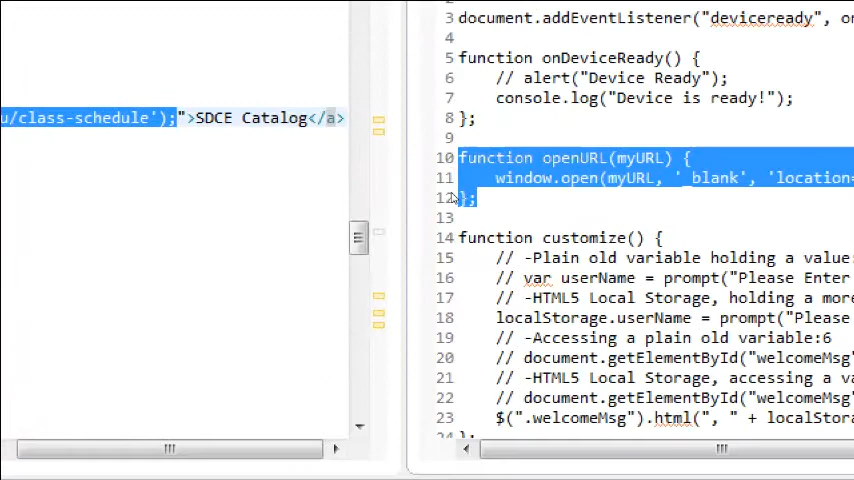 u/class-schedule');">SDCE Catalog</a>
3 document.addEventListener("deviceready", on
4
5 function onDeviceReady() {
6 // alert("Device Ready");
7 console.log("Device is ready!");
8 };
9
10 function openURL(myURL) {
11 window.open(myURL, '_blank', 'location=
12 };
13
14 function customize() {
15 // -Plain old variable holding a value:
16 // var userName = prompt("Please Enter
17 // -HTML5 Local Storage, holding a more
18 localStorage.userName = prompt("Please
19 // -Accessing a plain old variable:6
20 // document.getElementById("welcomeMsg"
21 // -HTML5 Local Storage, accessing a va
22 // document.getElementById("welcomeMsg"
23 $(".welcomeMsg").html(", " + localStora
24 };